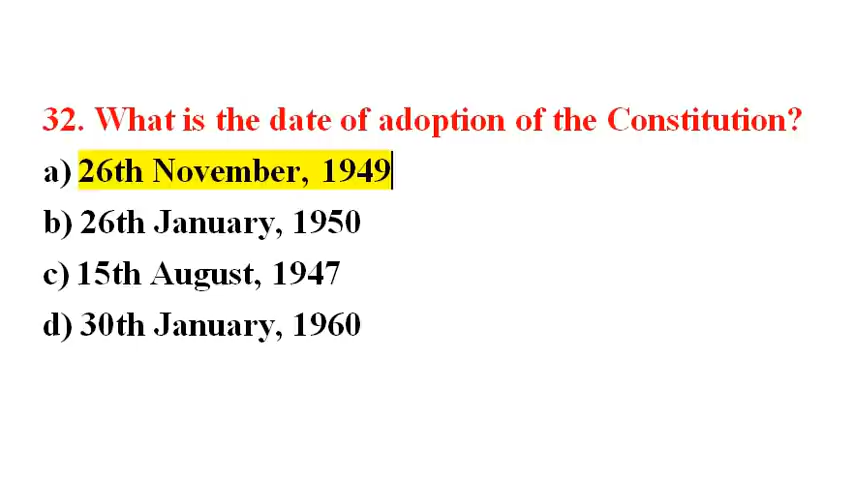 32. What is the date of adoption of the Constitution?
a) 26th November, 1949
b) 26th January, 1950
c) 15th August, 1947
d) 30th January, 1960